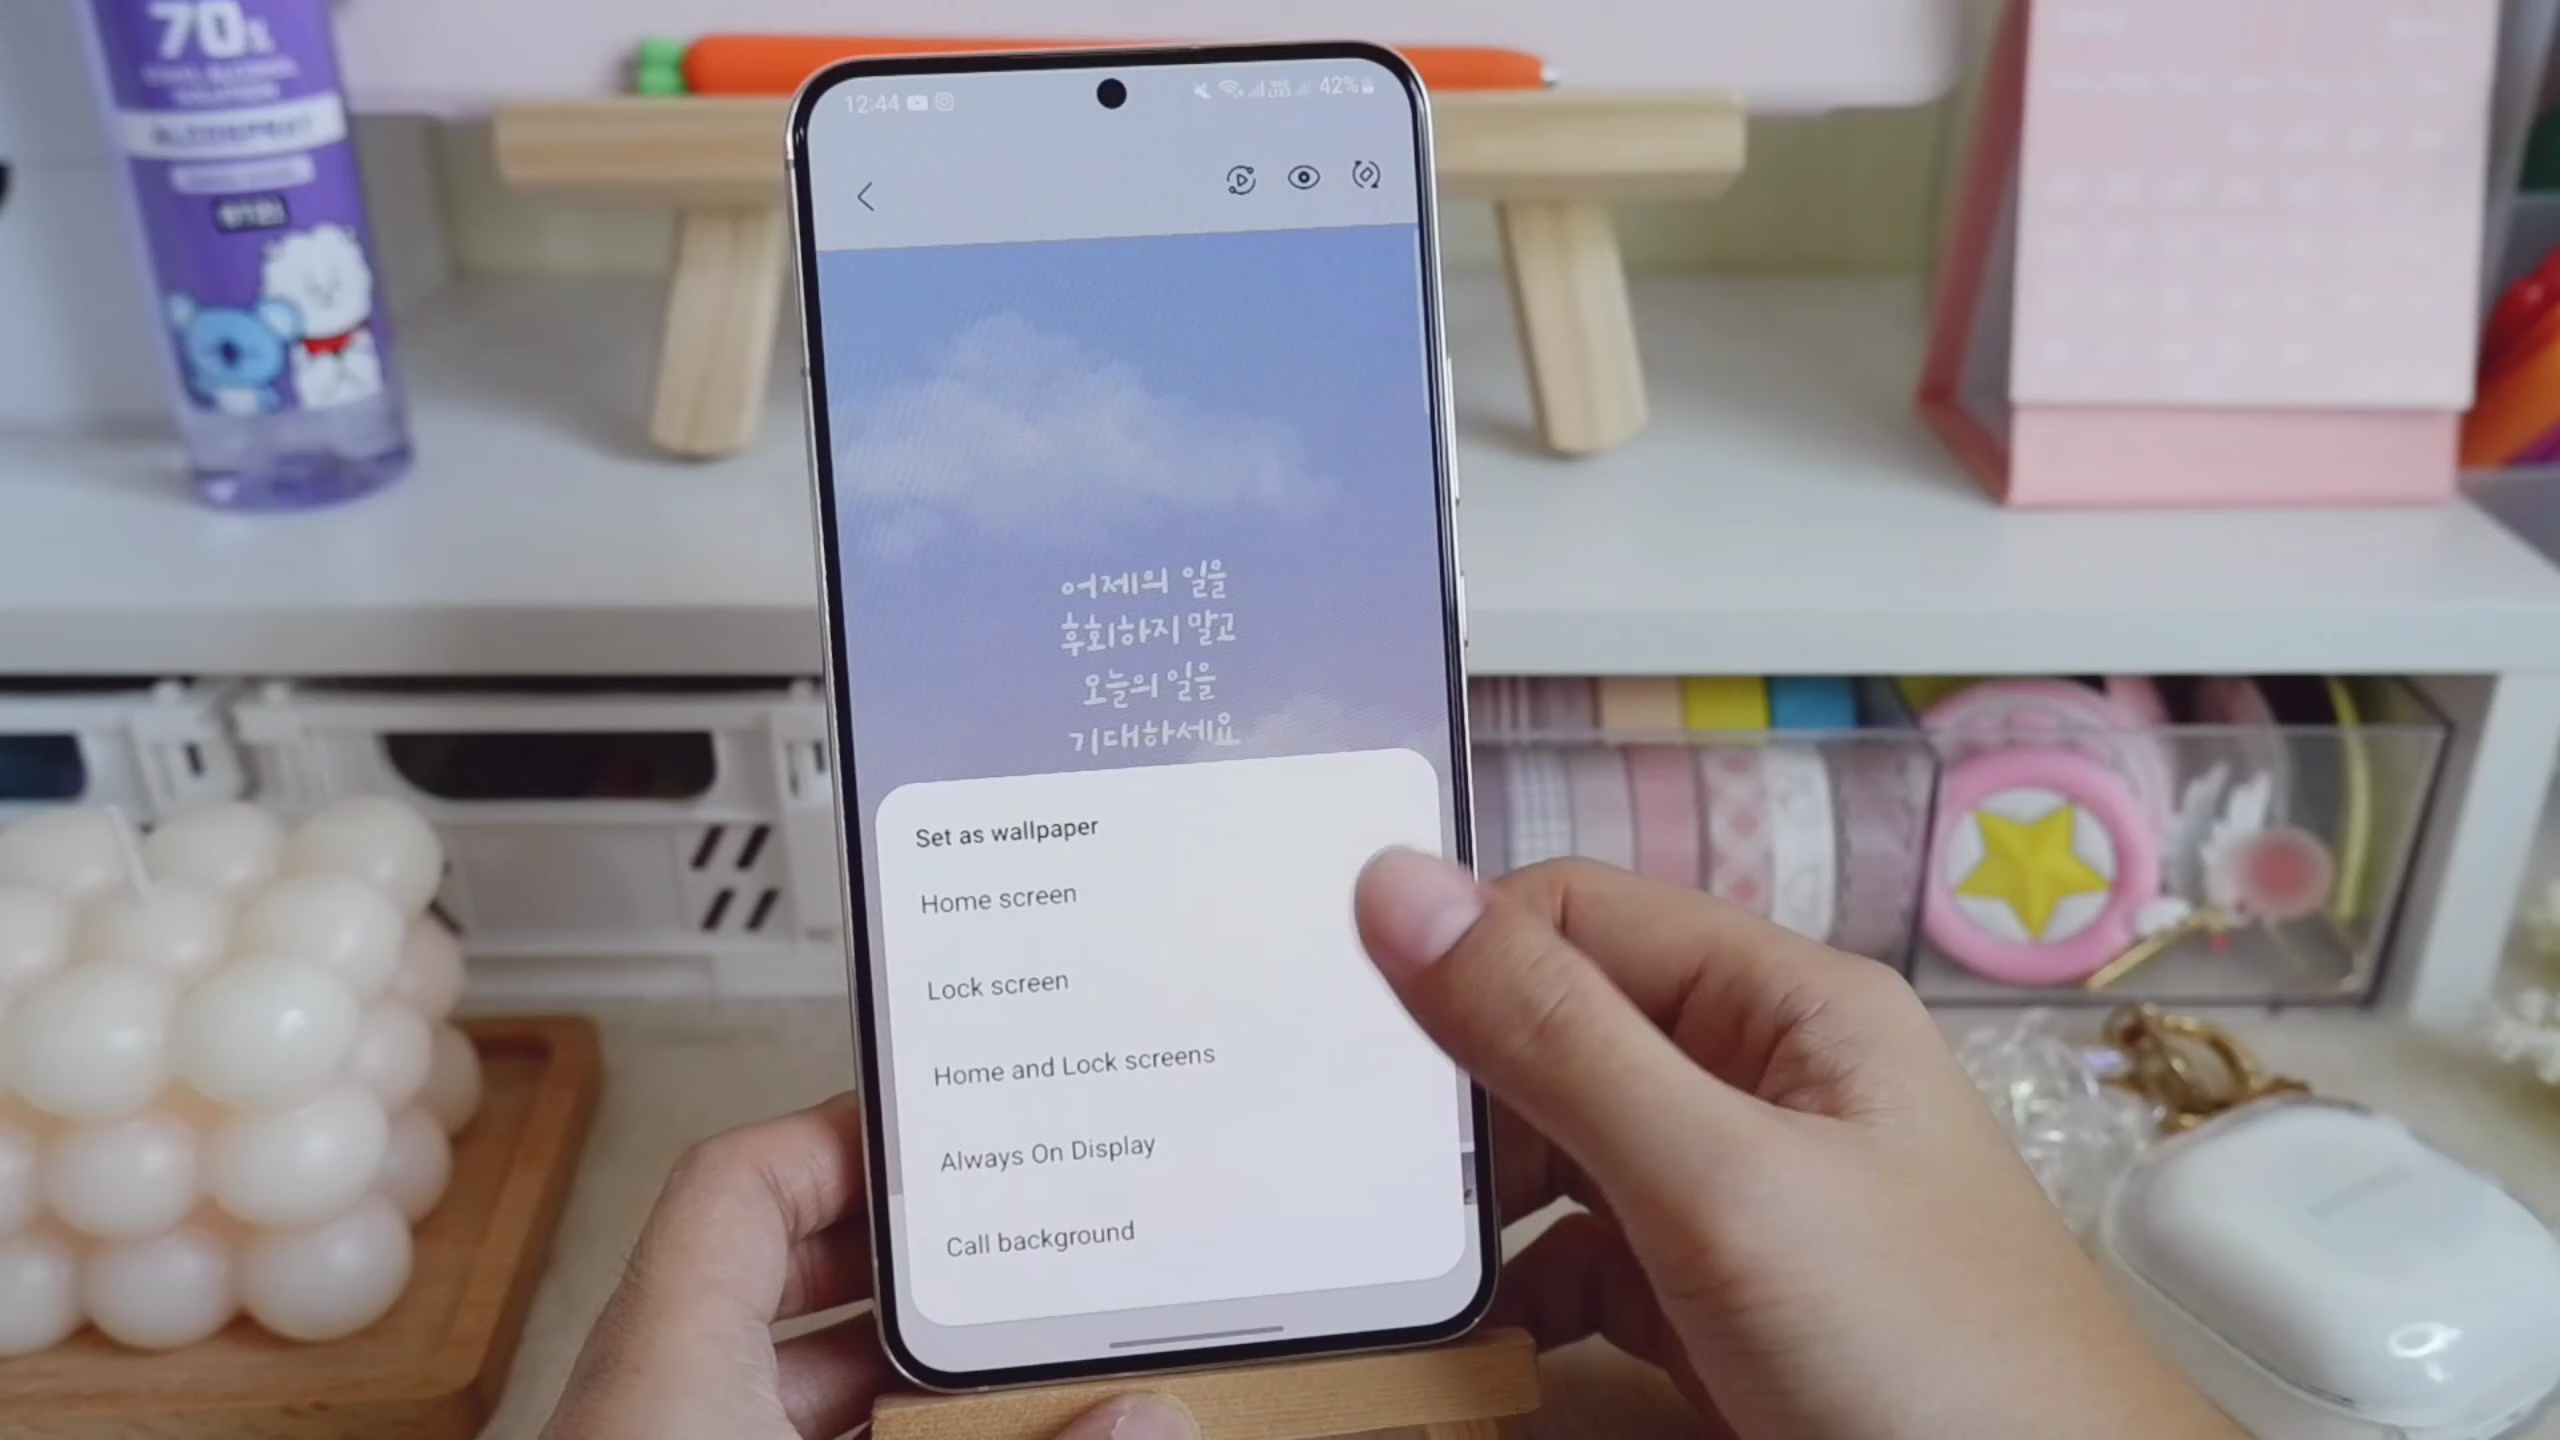 70%
BT21
12:44
42%
어제의 일을
후회하지 말고
오늘의 일을
기대하세요
Set as wallpaper
Home screen
Lock screen
Home and Lock screens
Always On Display
Call background